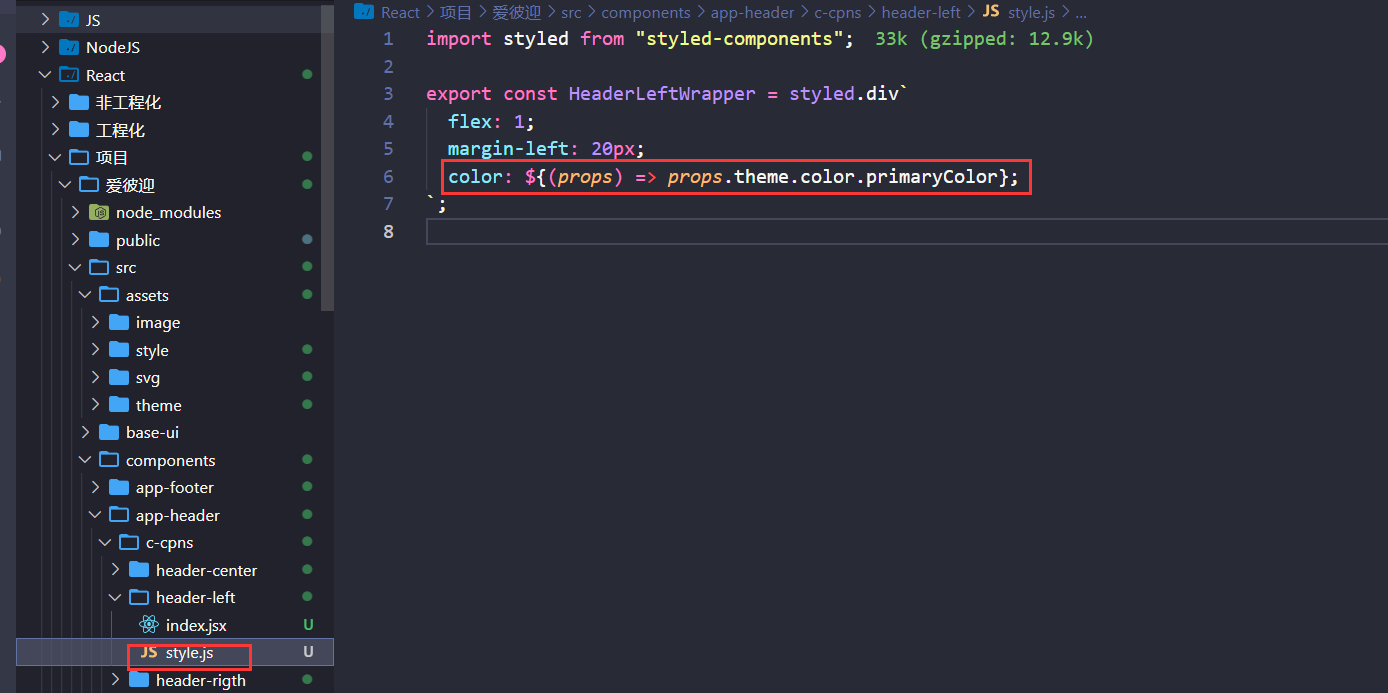 JS
NodeJS
React
非工程化
工程化
项目
爱彼迎
node_modules
public
src
assets
image
style
svg
theme
base-ui
components
app-footer
app-header
c-cpns
header-center
header-left
index.jsx U
JS style.js U
header-rigth
React > 项目 > 爱彼迎 > src > components > app-header > c-cpns > header-left > JS style.js > ...
1 import styled from "styled-components"; 33k (gzipped: 12.9k)
2
3 export const HeaderLeftWrapper = styled.div`
4 flex: 1;
5 margin-left: 20px;
6 color: ${(props) => props.theme.color.primaryColor};
7 `;
8